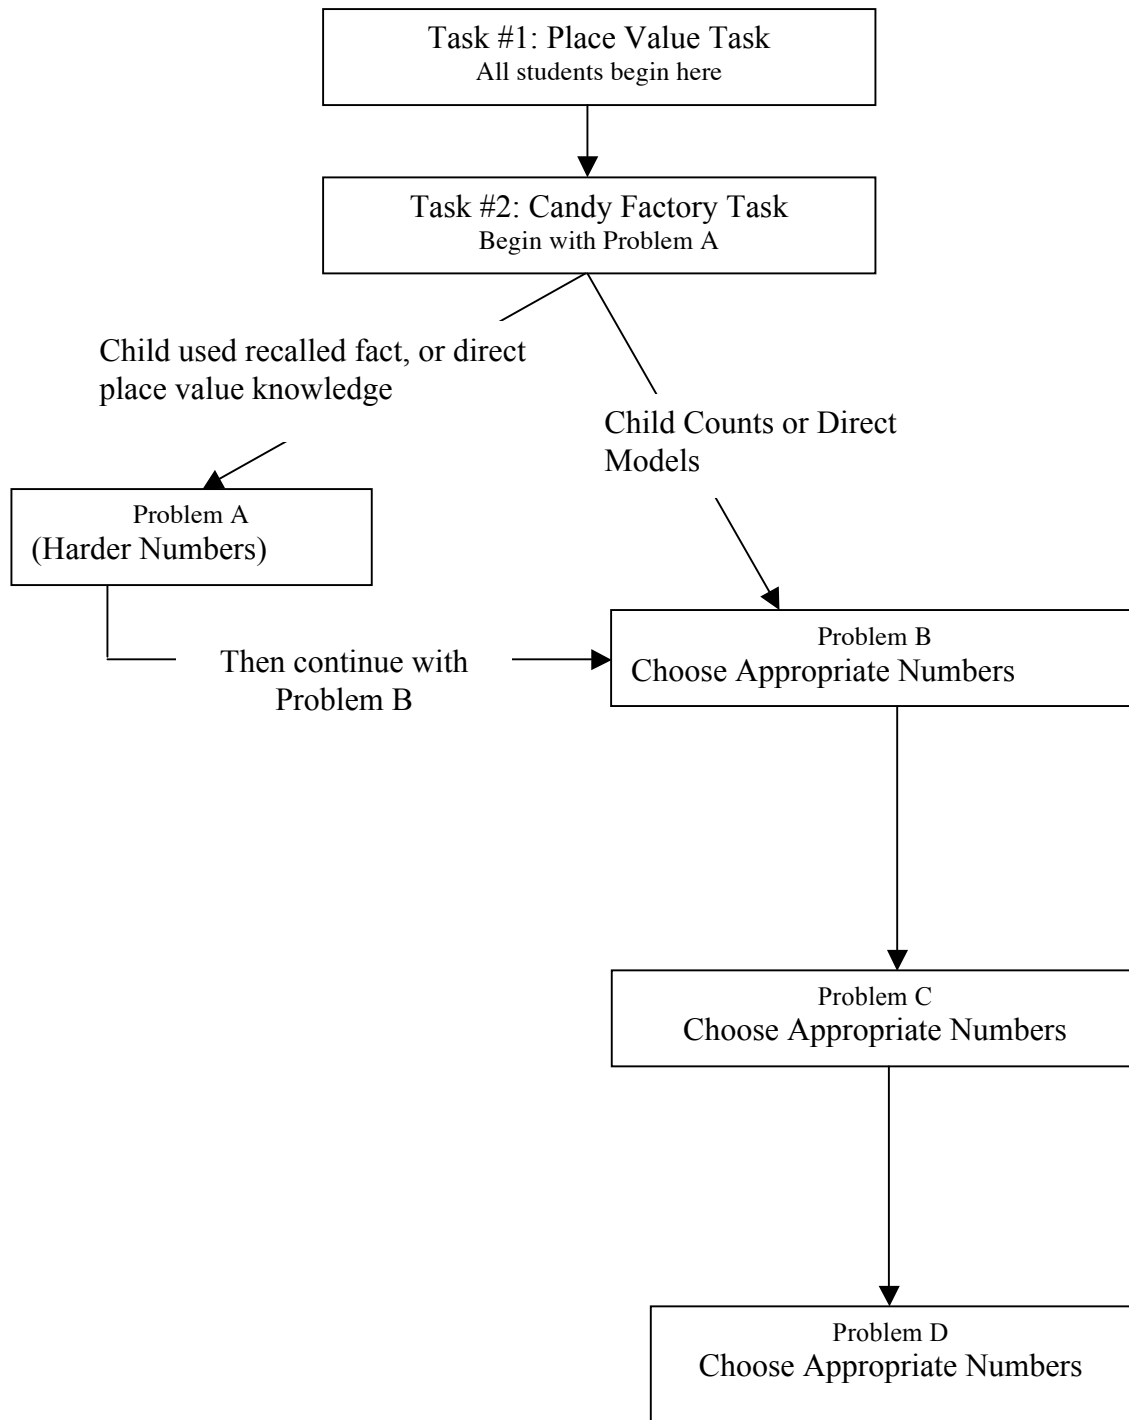 Task #1: Place Value Task
All students begin here
Task #2: Candy Factory Task
Begin with Problem A
Child used recalled fact, or direct
place value knowledge
Child Counts or Direct
Models
Problem A
(Harder Numbers)
Then continue with
Problem B
Problem B
Choose Appropriate Numbers
Problem C
Choose Appropriate Numbers
Problem D
Choose Appropriate Numbers